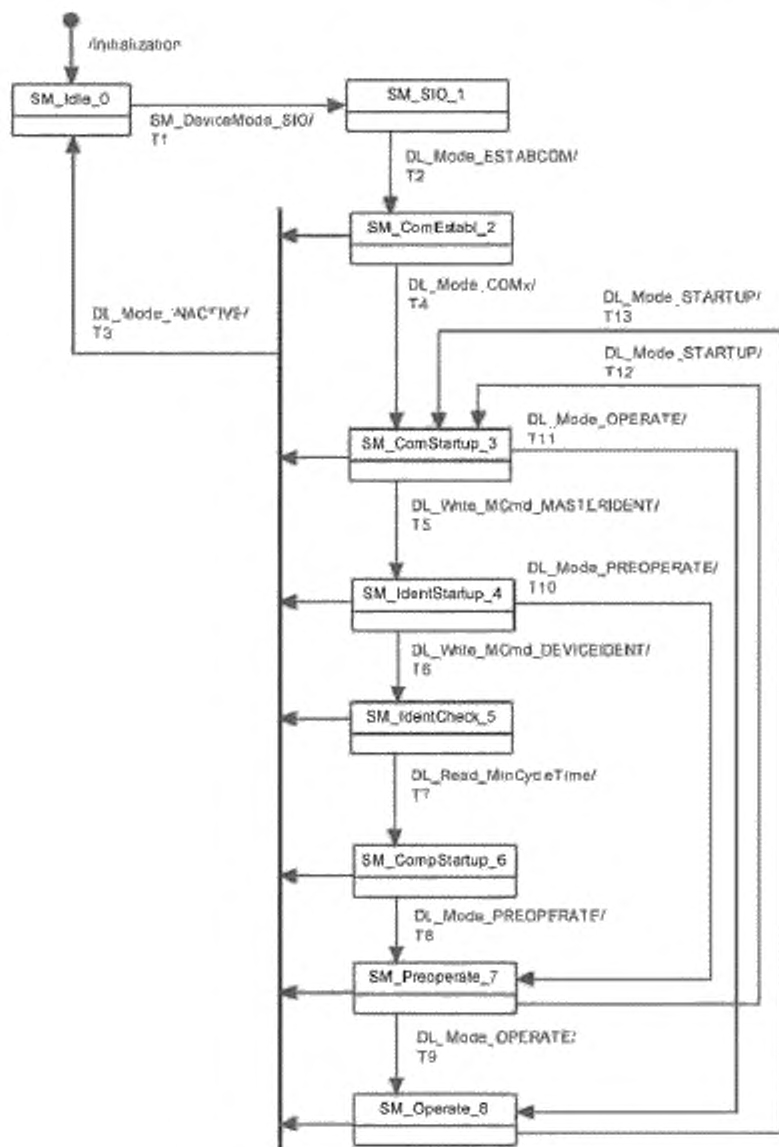 /Initialization
SM_Idle_0
SM_SIO_1
SM_DeviceMode_SIO/
T1
DL_Mode_ESTABCOM/
T2
SM_ComEstabl_2
DL_Mode_COMx/
T4
DL_Mode_INACTIVE/
T3
DL_Mode_STARTUP/
T13
DL_Mode_STARTUP/
T12
SM_ComStartup_3
DL_Mode_OPERATE/
T11
DL_Write_MCmd_MASTERIDENT/
T5
SM_IdentStartup_4
DL_Mode_PREOPERATE/
T10
DL_Write_MCmd_DEVICEIDENT/
T6
SM_IdentCheck_5
DL_Read_MinCycleTime/
T7
SM_CompStartup_6
DL_Mode_PREOPERATE/
T8
SM_Preoperate_7
DL_Mode_OPERATE/
T9
SM_Operate_8